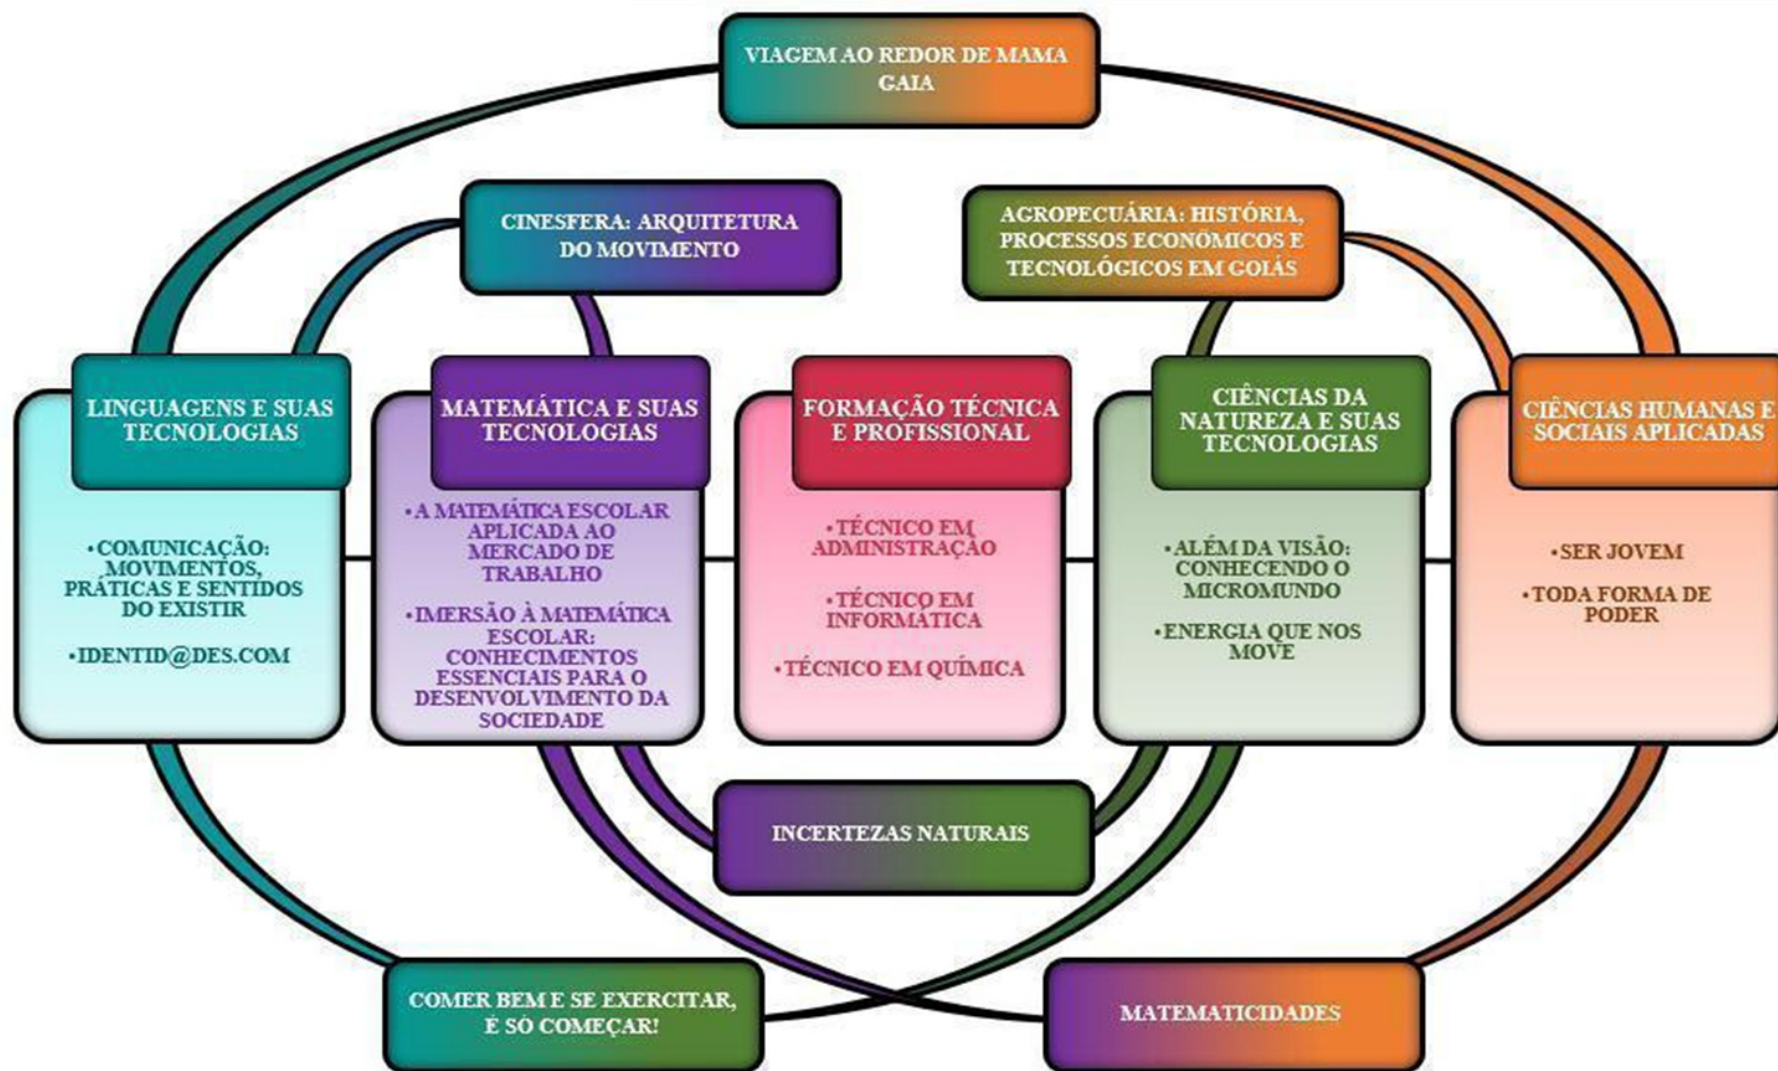 VIAGEM AO REDOR DE MAMA
GAIA
CINESFERA: ARQUITETURA
DO MOVIMENTO
AGROPECUÁRIA: HISTÓRIA,
PROCESSOS ECONÔMICOS E
TECNOLÓGICOS EM GOIÁS
LINGUAGENS E SUAS
TECNOLOGIAS
•COMUNICAÇÃO:
MOVIMENTOS,
PRÁTICAS E SENTIDOS
DO EXISTIR
•IDENTID@DES.COM
MATEMÁTICA E SUAS
TECNOLOGIAS
•A MATEMÁTICA ESCOLAR
APLICADA AO
MERCADO DE
TRABALHO
•IMERSÃO À MATEMÁTICA
ESCOLAR:
CONHECIMENTOS
ESSENCIAIS PARA O
DESENVOLVIMENTO DA
SOCIEDADE
FORMAÇÃO TÉCNICA
E PROFISSIONAL
•TÉCNICO EM
ADMINISTRAÇÃO
•TÉCNICO EM
INFORMÁTICA
•TÉCNICO EM QUÍMICA
CIÊNCIAS DA
NATUREZA E SUAS
TECNOLOGIAS
•ALÉM DA VISÃO:
CONHECENDO O
MICROMUNDO
•ENERGIA QUE NOS
MOVE
CIÊNCIAS HUMANAS E
SOCIAIS APLICADAS
•SER JOVEM
•TODA FORMA DE
PODER
INCERTEZAS NATURAIS
COMER BEM E SE EXERCITAR,
É SÓ COMEÇAR!
MATEMATICIDADES